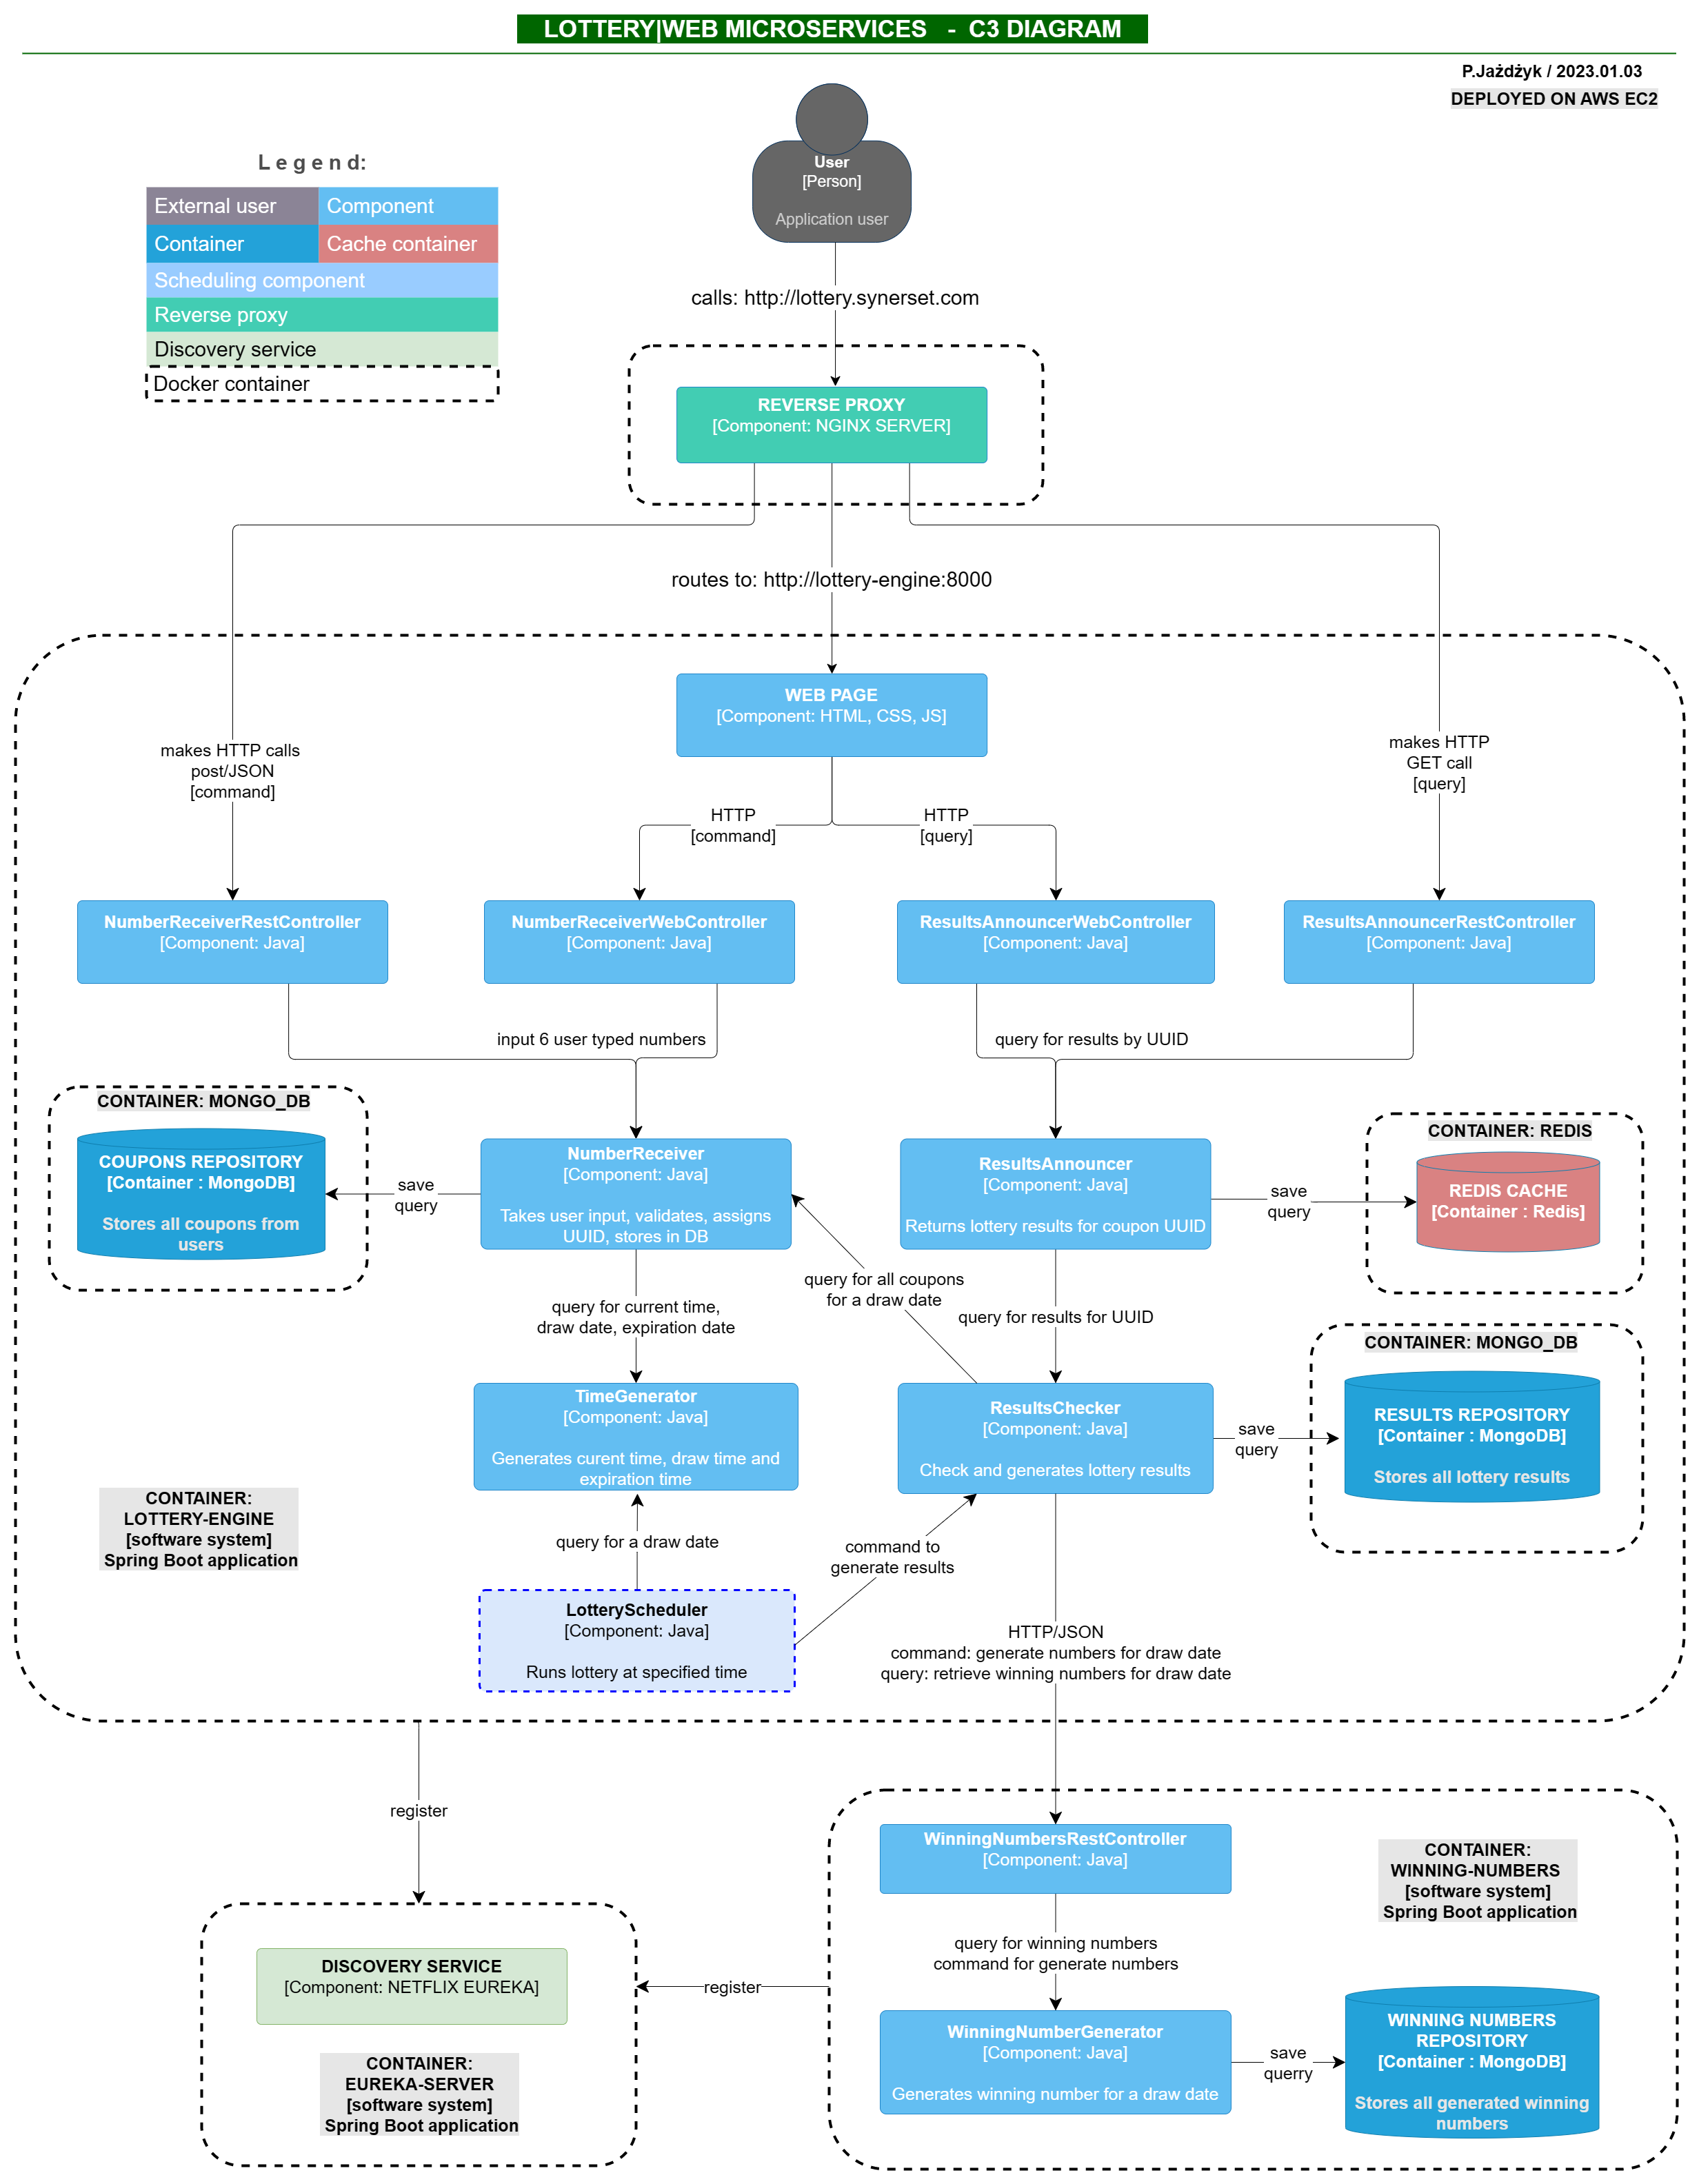 LOTTERY|WEB MICROSERVICES - C3 DIAGRAM
P.Jażdżyk / 2023.01.03
DEPLOYED ON AWS EC2
Legend:
External user
Component
Container
Cache container
Scheduling component
Reverse proxy
Discovery service
Docker container
User
[Person]
Application user
calls: http://lottery.synerset.com
REVERSE PROXY
[Component: NGINX SERVER]
routes to: http://lottery-engine:8000
WEB PAGE
[Component: HTML, CSS, JS]
makes HTTP calls
post/JSON
[command]
makes HTTP
GET call
[query]
HTTP
[command]
HTTP
[query]
NumberReceiverRestController
[Component: Java]
NumberReceiverWebController
[Component: Java]
ResultsAnnouncerWebController
[Component: Java]
ResultsAnnouncerRestController
[Component: Java]
input 6 user typed numbers
query for results by UUID
CONTAINER: MONGO_DB
COUPONS REPOSITORY
[Container : MongoDB]
Stores all coupons from
users
save
query
NumberReceiver
[Component: Java]
Takes user input, validates, assigns
UUID, stores in DB
ResultsAnnouncer
[Component: Java]
Returns lottery results for coupon UUID
save
query
CONTAINER: REDIS
REDIS CACHE
[Container : Redis]
query for current time,
draw date, expiration date
query for all coupons
for a draw date
query for results for UUID
CONTAINER: MONGO_DB
RESULTS REPOSITORY
[Container : MongoDB]
Stores all lottery results
TimeGenerator
[Component: Java]
Generates curent time, draw time and
expiration time
ResultsChecker
[Component: Java]
Check and generates lottery results
save
query
CONTAINER:
LOTTERY-ENGINE
[software system]
Spring Boot application
query for a draw date
command to
generate results
LotteryScheduler
[Component: Java]
Runs lottery at specified time
HTTP/JSON
command: generate numbers for draw date
query: retrieve winning numbers for draw date
register
WinningNumbersRestController
[Component: Java]
CONTAINER:
WINNING-NUMBERS
[software system]
Spring Boot application
query for winning numbers
command for generate numbers
DISCOVERY SERVICE
[Component: NETFLIX EUREKA]
register
CONTAINER:
EUREKA-SERVER
[software system]
Spring Boot application
WinningNumberGenerator
[Component: Java]
Generates winning number for a draw date
save
querry
WINNING NUMBERS
REPOSITORY
[Container : MongoDB]
Stores all generated winning
numbers